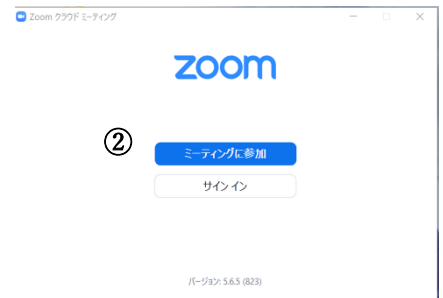 Zoom クラウド ミーティング
zoom
②
ミーティングに参加
サイン イン
バージョン: 5.6.5 (823)